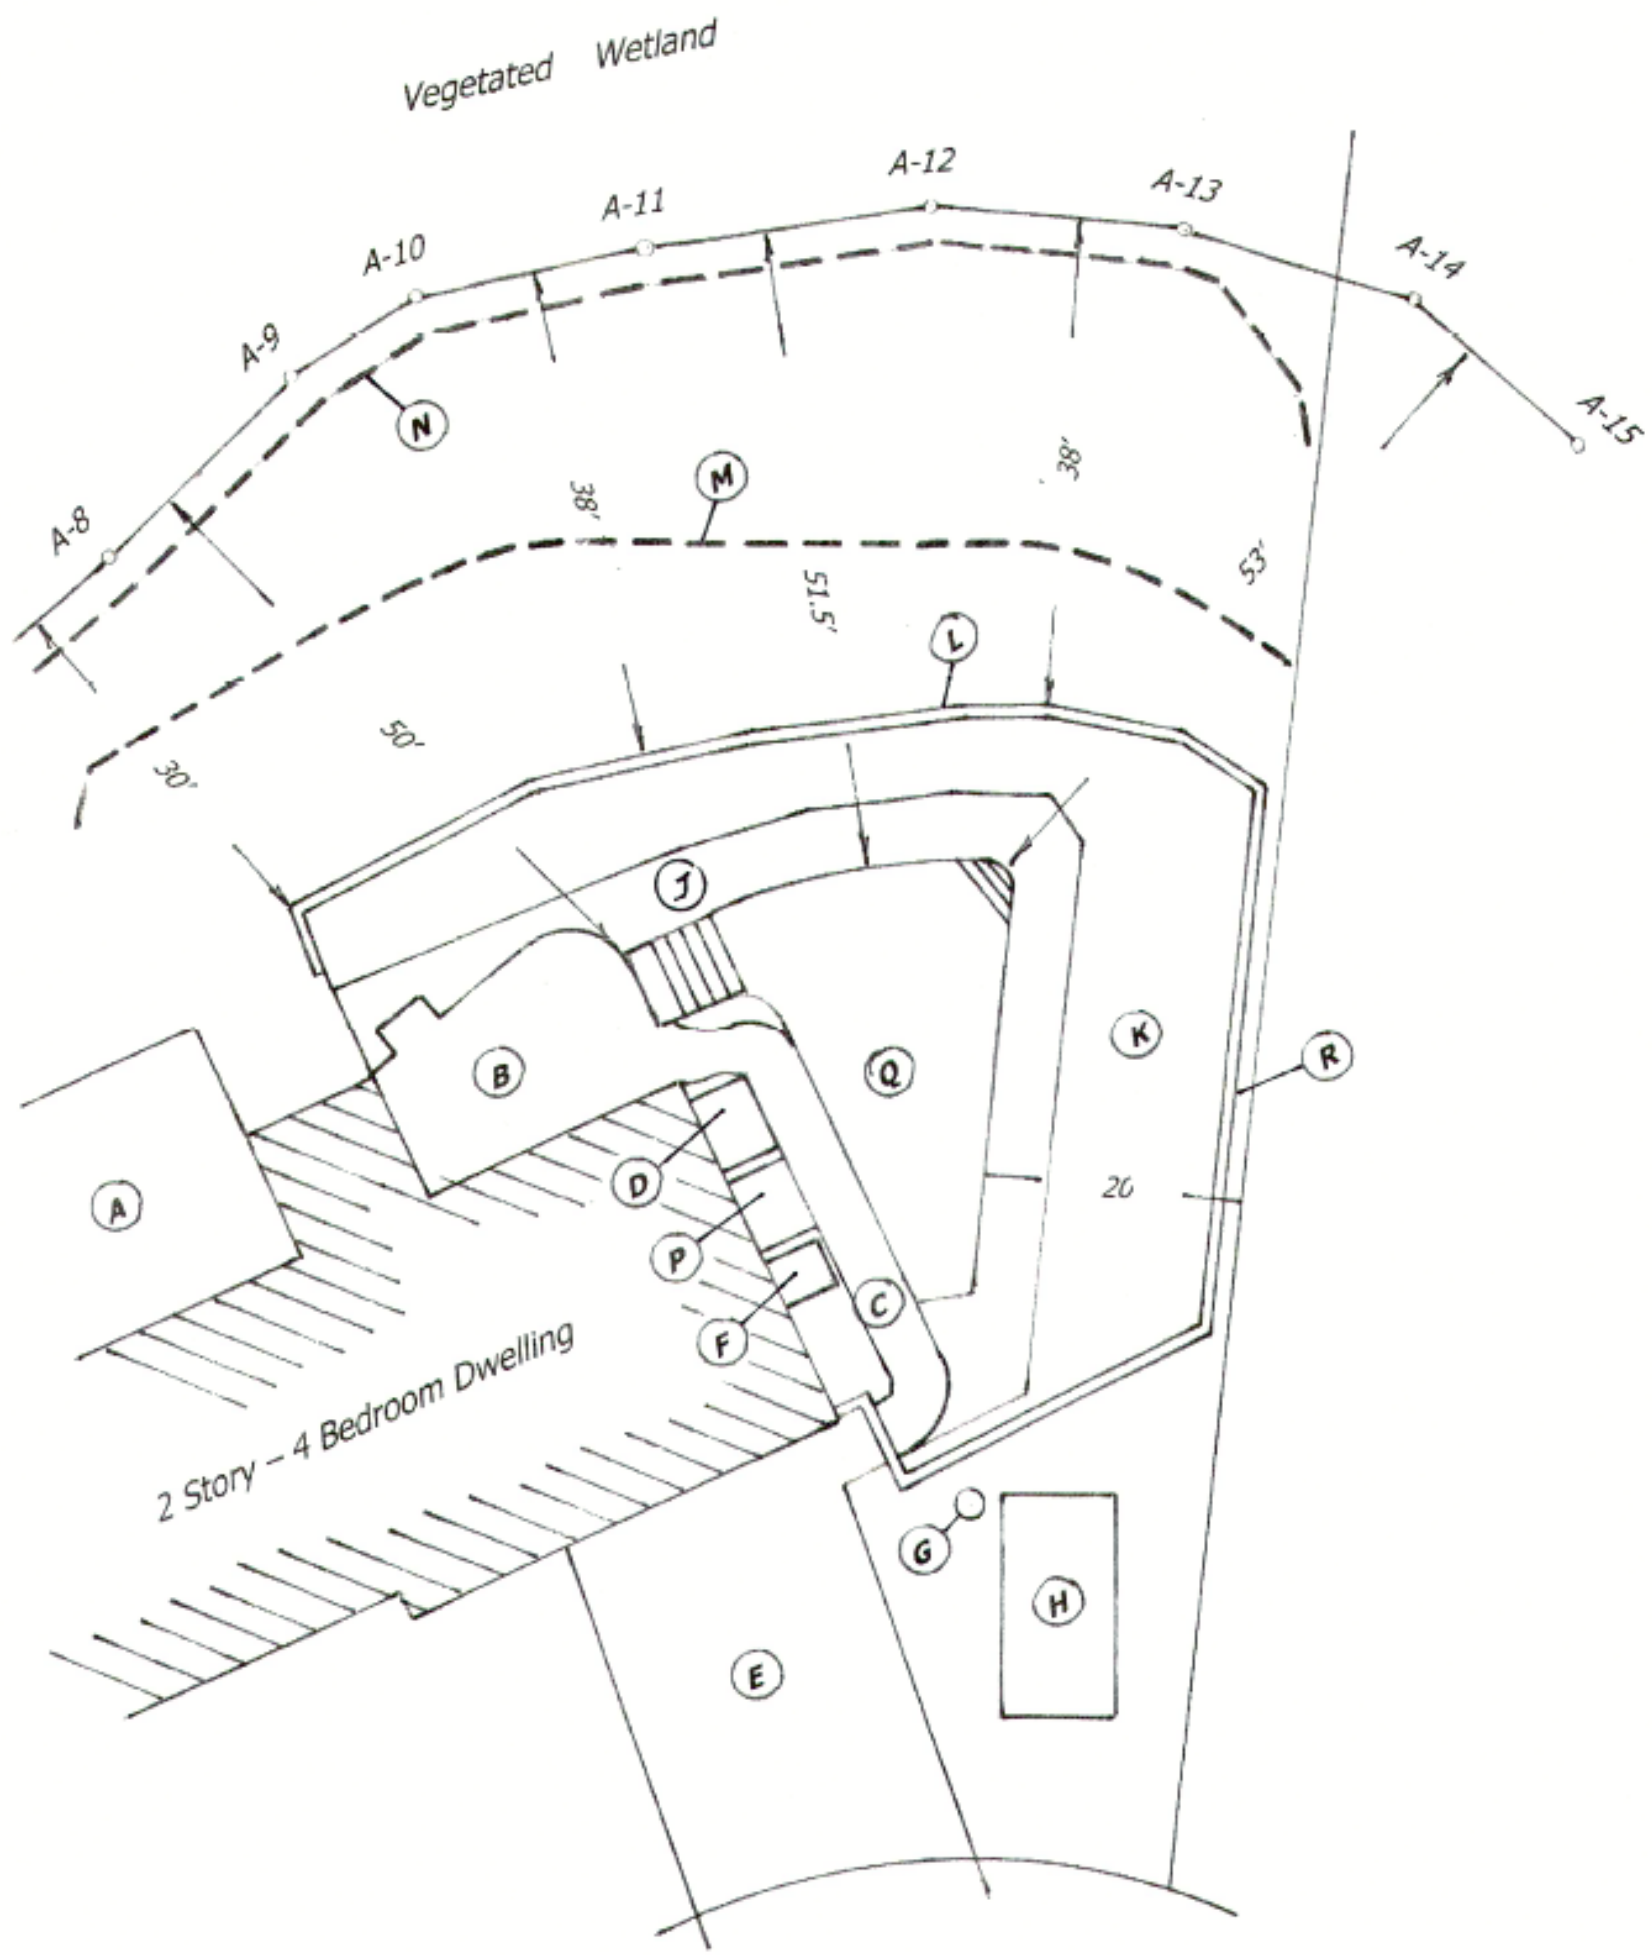 Vegetated Wetland
A-12
A-13
A-11
A-10
A-14
A-9
A-15
N
M
38'
38'
A-8
53'
51.5'
L
50'
30'
J
K
R
B
Q
D
20
A
P
C
F
2 Story – 4 Bedroom Dwelling
G
H
E